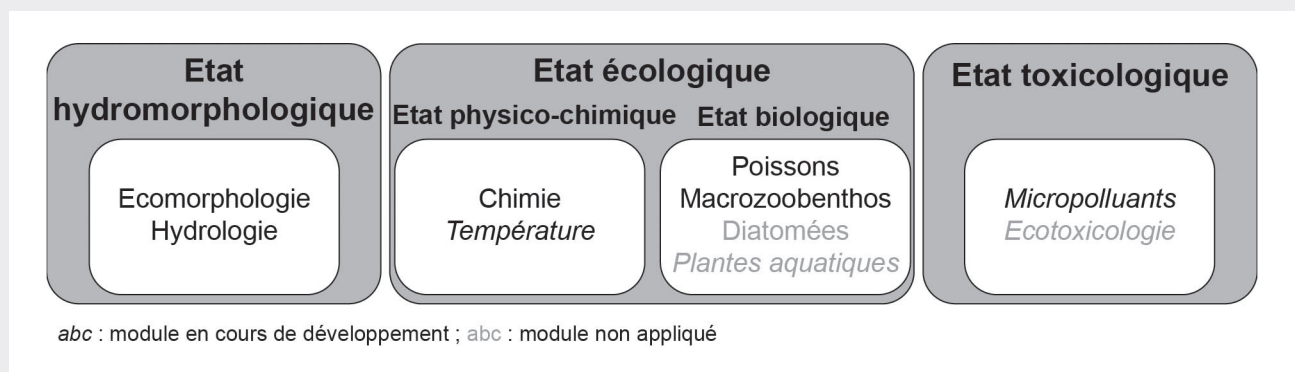 Etat
hydromorphologique
Ecomorphologie
Hydrologie
Etat écologique
Etat physico-chimique
Chimie
Température
Etat biologique
Poissons
Macrozoobenthos
Diatomées
Plantes aquatiques
Etat toxicologique
Micropolluants
Ecotoxicologie
abc : module en cours de développement ; abc : module non appliqué